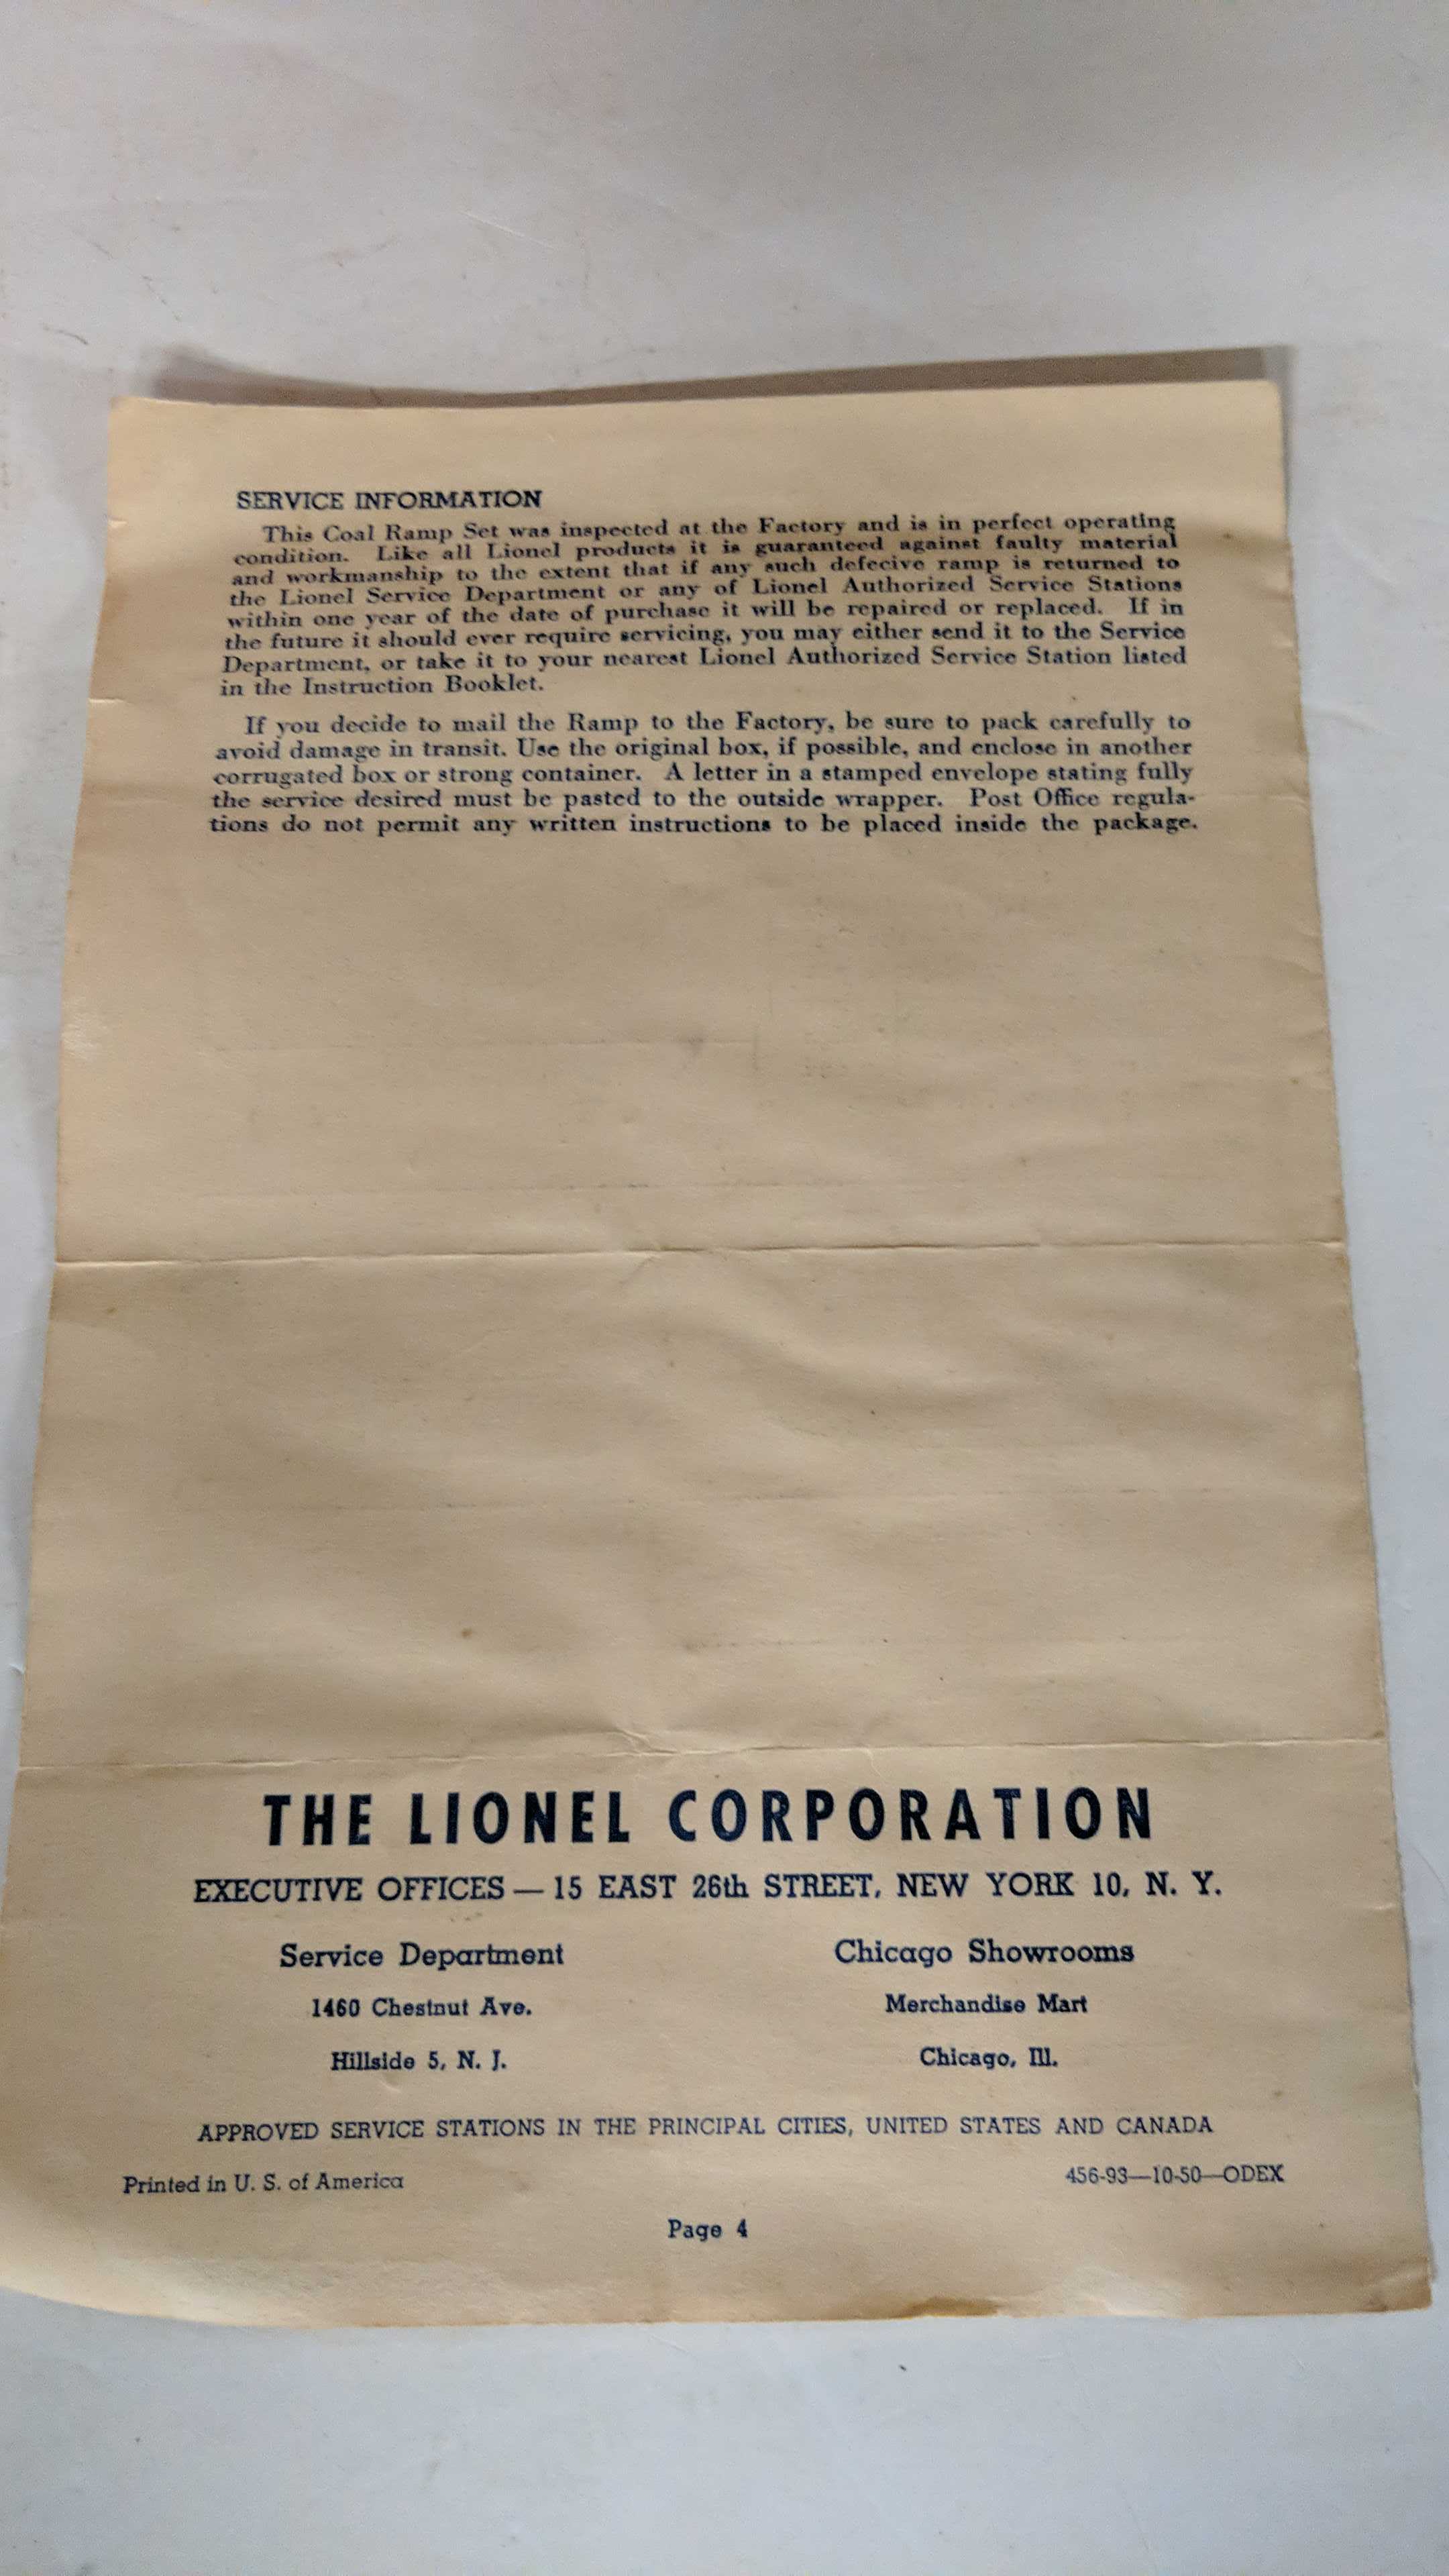 SERVICE INFORMATION
This Coal Ramp Set was inspected at the Factory and is in perfect operating
condition. Like all Lionel products it is guaranteed against faulty material
and workmanship to the extent that if any such defecive ramp is returned to
the Lionel Service Department or any of Lionel Authorized Service Stations
within one year of the date of purchase it will be repaired or replaced. If in
the future it should ever require servicing, you may either send it to the Service
Department, or take it to your nearest Lionel Authorized Service Station listed
in the Instruction Booklet.
If you decide to mail the Ramp to the Factory, be sure to pack carefully to
avoid damage in transit. Use the original box, if possible, and enclose in another
corrugated box or strong container. A letter in a stamped envelope stating fully
the service desired must be pasted to the outside wrapper. Post Office regula-
tions do not permit any written instructions to be placed inside the package.
THE LIONEL CORPORATION
EXECUTIVE OFFICES — 15 EAST 26th STREET, NEW YORK 10, N. Y.
Service Department
1460 Chestnut Ave.
Hillside 5, N. J.
Chicago Showrooms
Merchandise Mart
Chicago, Ill.
APPROVED SERVICE STATIONS IN THE PRINCIPAL CITIES, UNITED STATES AND CANADA
Printed in U. S. of America
456-93—10-50—ODEX
Page 4